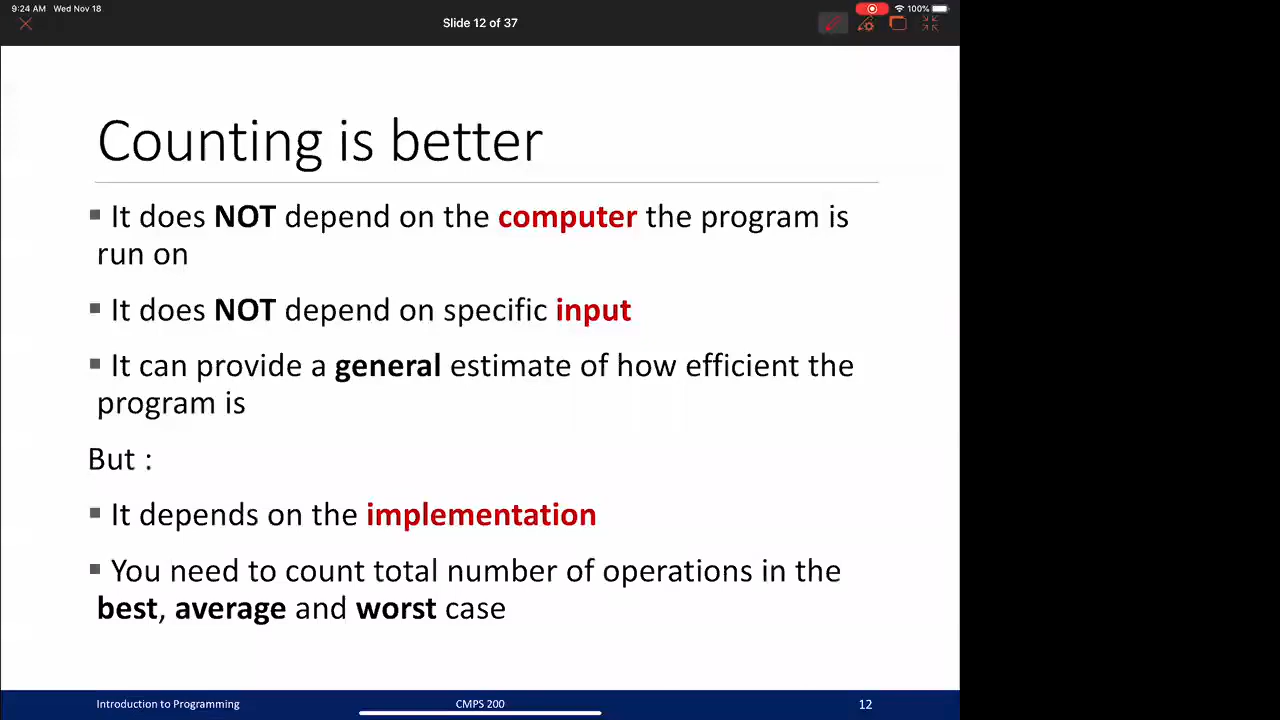 9:24 AM Wed Nov 18
100%
Slide 12 of 37
Counting is better
▪ It does NOT depend on the computer the program is
run on
▪ It does NOT depend on specific input
▪ It can provide a general estimate of how efficient the
program is
But :
▪ It depends on the implementation
▪ You need to count total number of operations in the
best, average and worst case
Introduction to Programming
CMPS 200
12